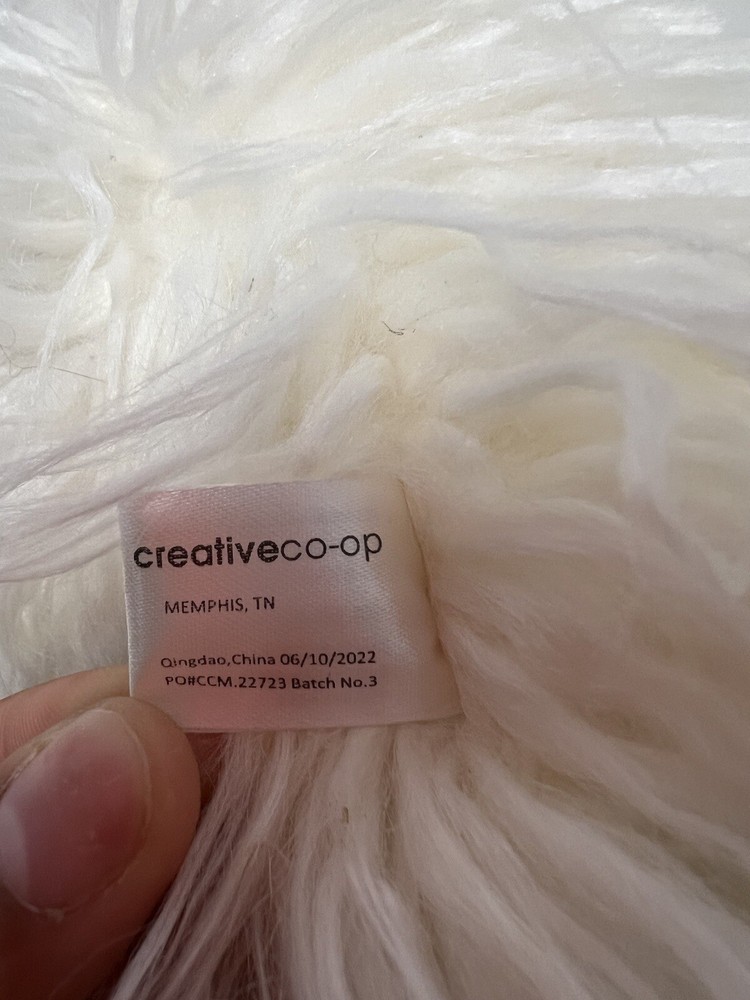 creativeco-op
MEMPHIS, TN
Qingdao,China 06/10/2022
PO#CCM.22723 Batch No.3